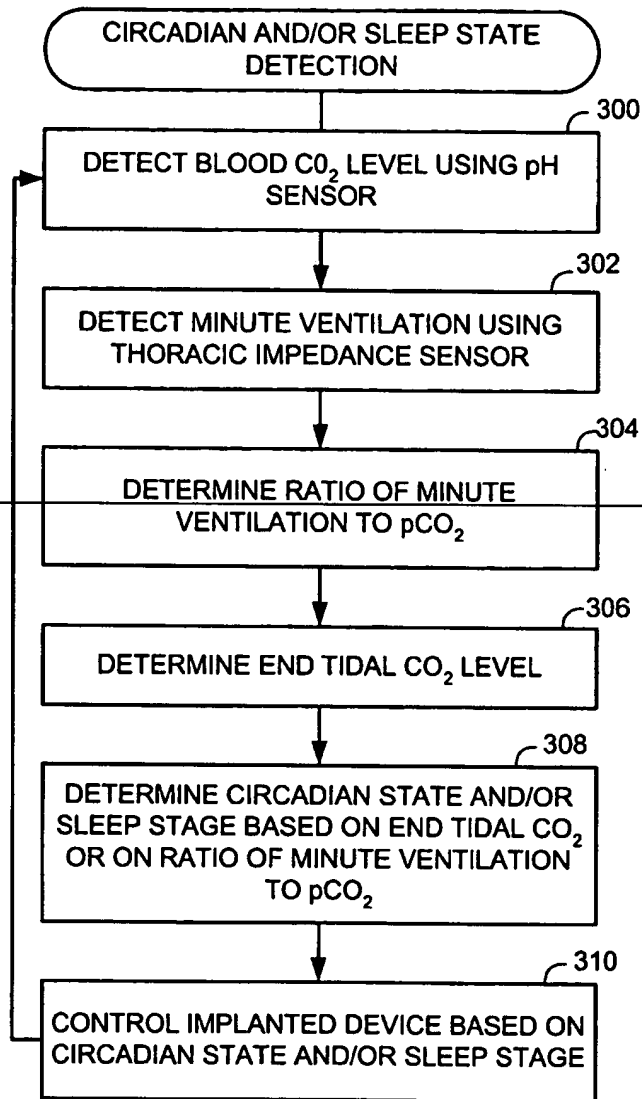 CIRCADIAN AND/OR SLEEP STATE
DETECTION
300
DETECT BLOOD C0₂ LEVEL USING pH
SENSOR
302
DETECT MINUTE VENTILATION USING
THORACIC IMPEDANCE SENSOR
304
DETERMINE RATIO OF MINUTE
VENTILATION TO pCO₂
306
DETERMINE END TIDAL CO₂ LEVEL
308
DETERMINE CIRCADIAN STATE AND/OR
SLEEP STAGE BASED ON END TIDAL CO₂
OR ON RATIO OF MINUTE VENTILATION
TO pCO₂
310
CONTROL IMPLANTED DEVICE BASED ON
CIRCADIAN STATE AND/OR SLEEP STAGE